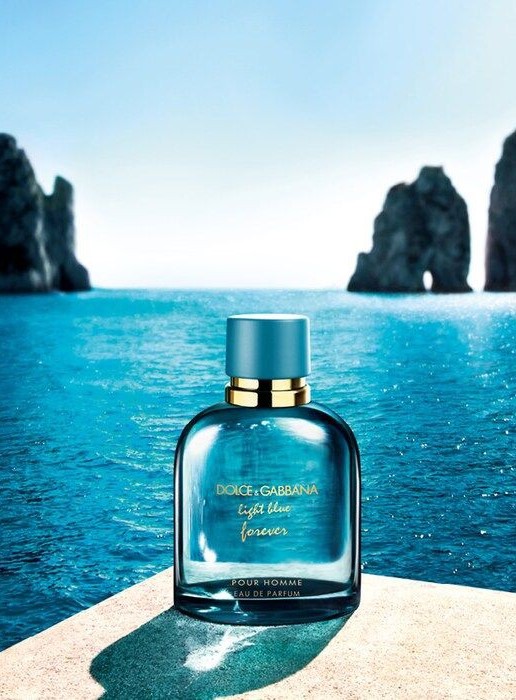 DOLCE & GABBANA
light blue
forever
POUR HOMME
EAU DE PARFUM